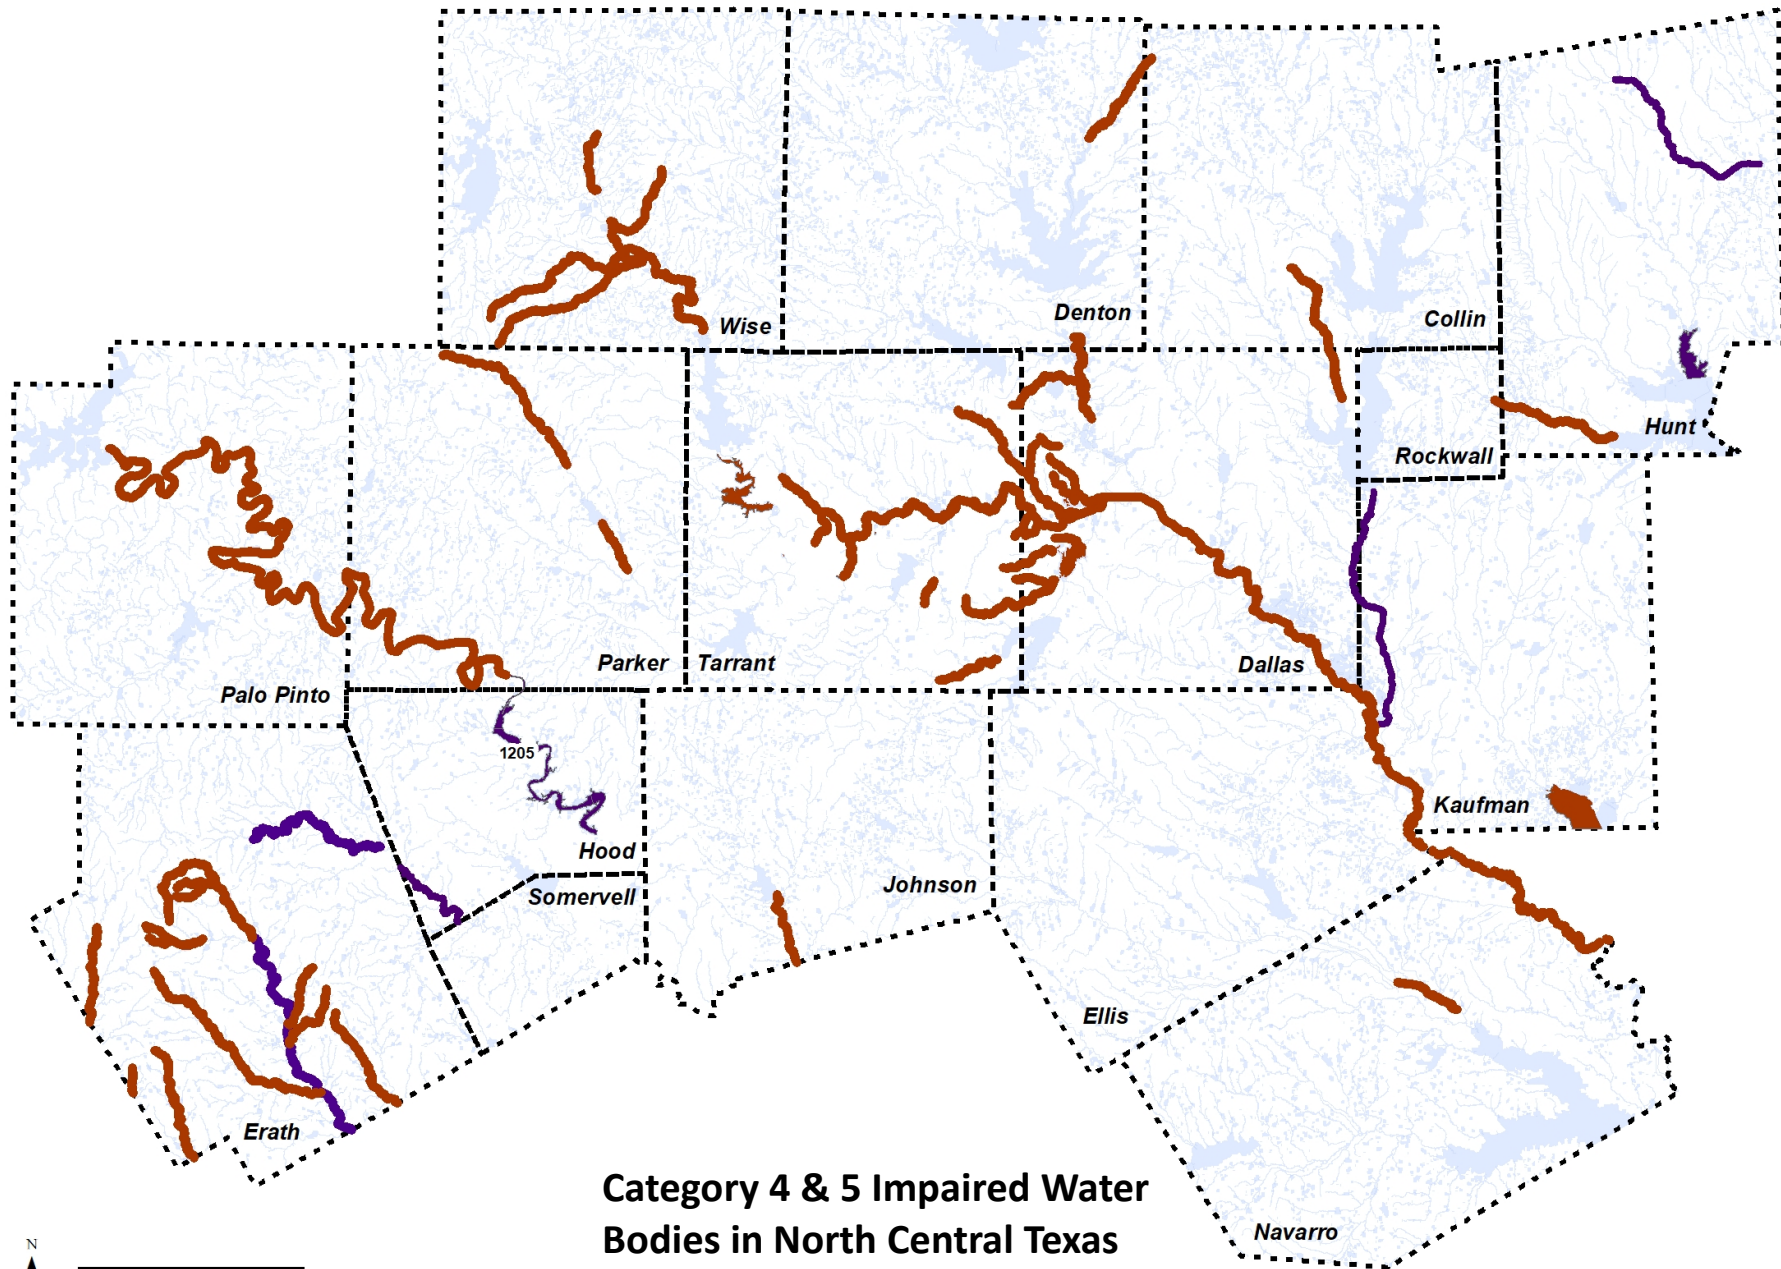 Wise
Denton
Collin
Hunt
Rockwall
Palo Pinto
Parker
Tarrant
Dallas
1205
Kaufman
Hood
Somervell
Johnson
Ellis
Erath
Navarro
Category 4 & 5 Impaired Water
Bodies in North Central Texas
N